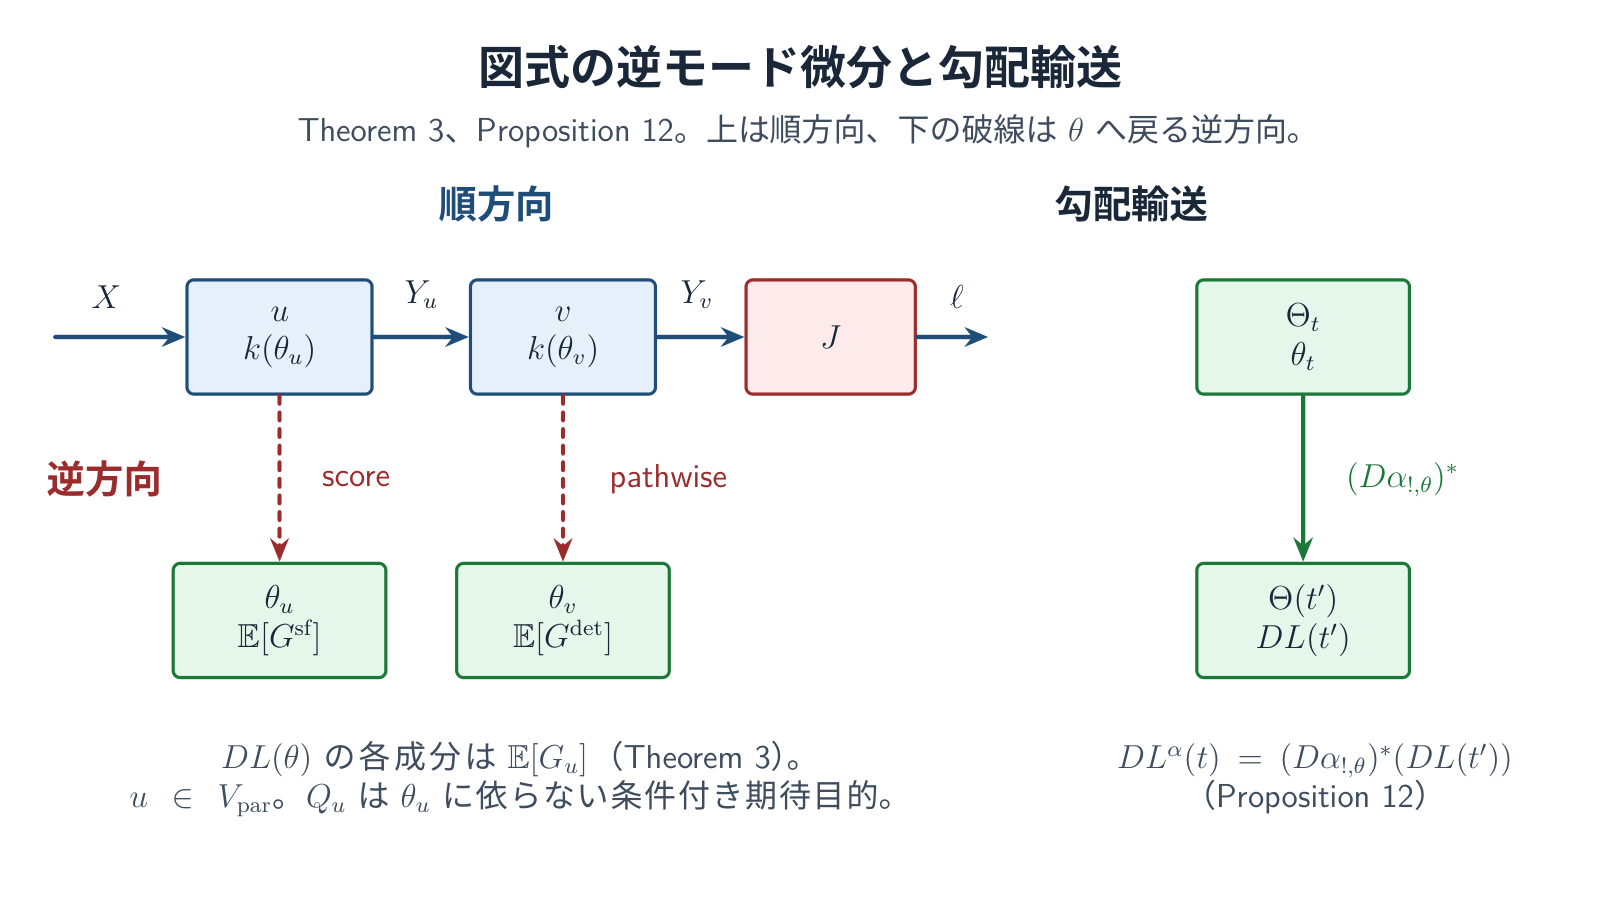 図式の逆モード微分と勾配輸送
Theorem 3、Proposition 12。上は順方向、下の破線は θ へ戻る逆方向。
順方向
勾配輸送
X
u
k(θ_u)
Y_u
v
k(θ_v)
Y_v
J
ℓ
Θ_t
θ_t
逆方向
score
pathwise
(Dα_{!,θ})^*
θ_u
𝔼[G^{sf}]
θ_v
𝔼[G^{det}]
Θ(t′)
DL(t′)
DL(θ) の各成分は 𝔼[G_u]（Theorem 3）。
u ∈ V_{par}。Q_u は θ_u に依らない条件付き期待目的。
DL^α(t) = (Dα_{!,θ})^*(DL(t′))
（Proposition 12）